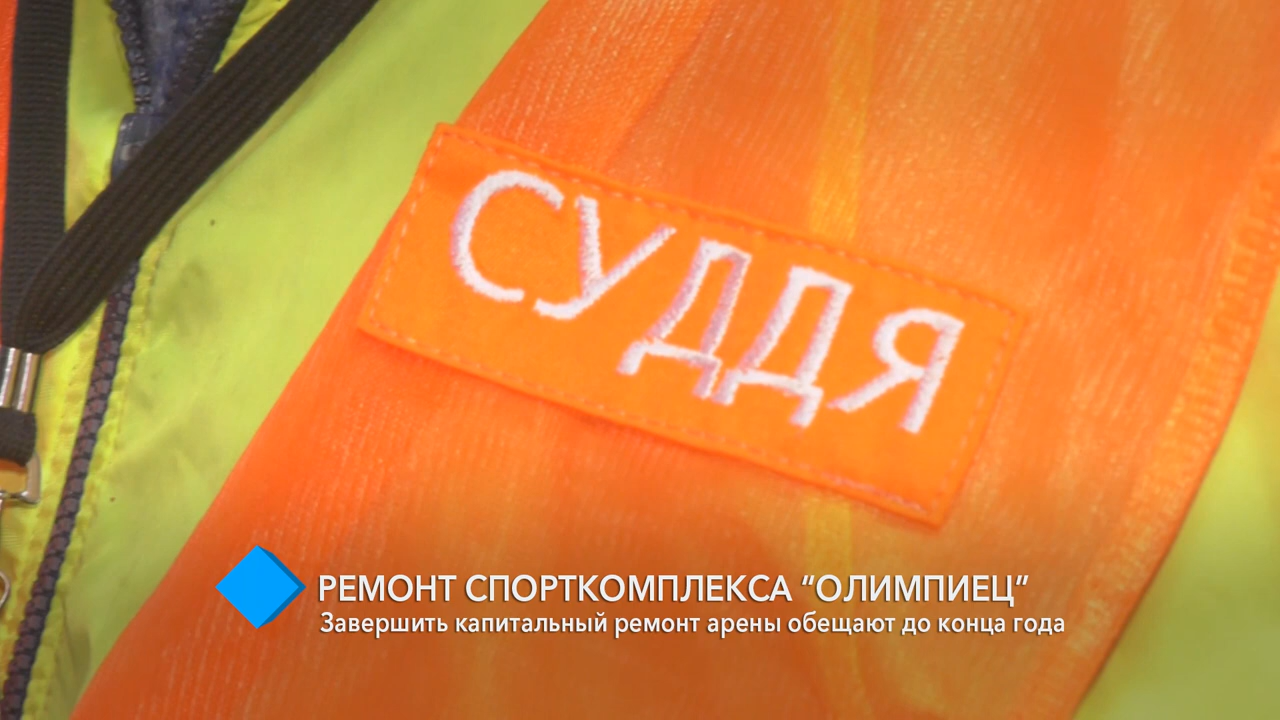 СУДДЯ
РЕМОНТ СПОРТКОМПЛЕКСА “ОЛИМПИЕЦ”
Завершить капитальный ремонт арены обещают до конца года